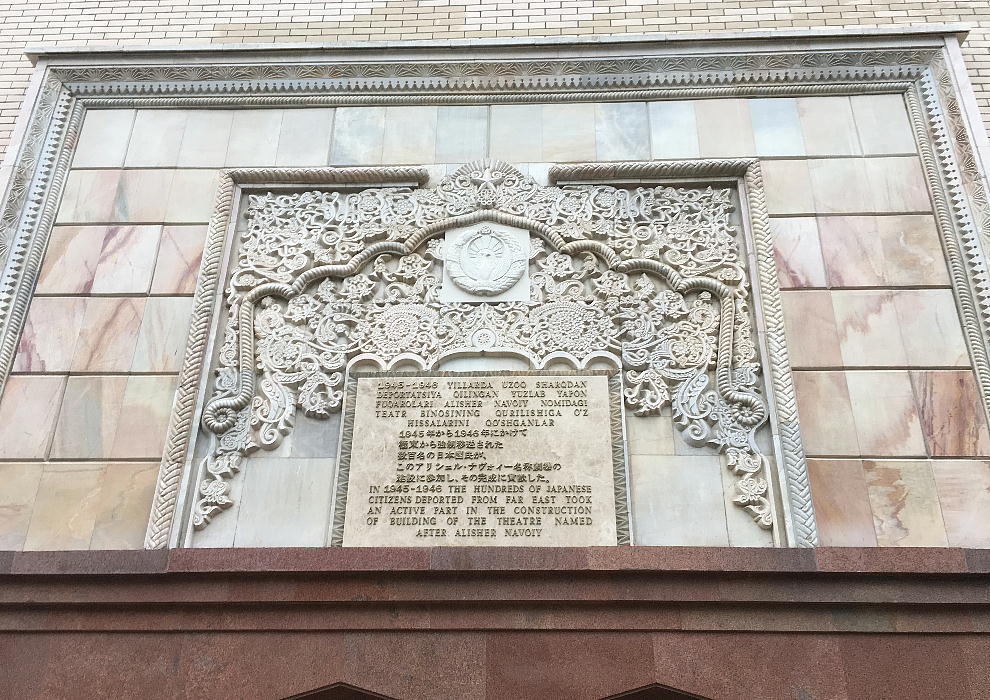 1945-1946 YILLARDA UZOQ SHARQDAN
DEPORTATSIYA QILINGAN YUZLAB YAPON
FUQAROLARI ALISHER NAVOIY NOMIDAGI
TEATR BINOSINING QURILISHIGA O'Z
HISSALARINI QO'SHGANLAR
1945年から1946年にかけて
極東から強制移送された
数百名の日本国民が、
このアリシェル・ナヴォイー名称劇場の
建設に参加し、その完成に貢献した。
IN 1945-1946 THE HUNDREDS OF JAPANESE
CITIZENS DEPORTED FROM FAR EAST TOOK
AN ACTIVE PART IN THE CONSTRUCTION
OF BUILDING OF THE THEATRE NAMED
AFTER ALISHER NAVOIY